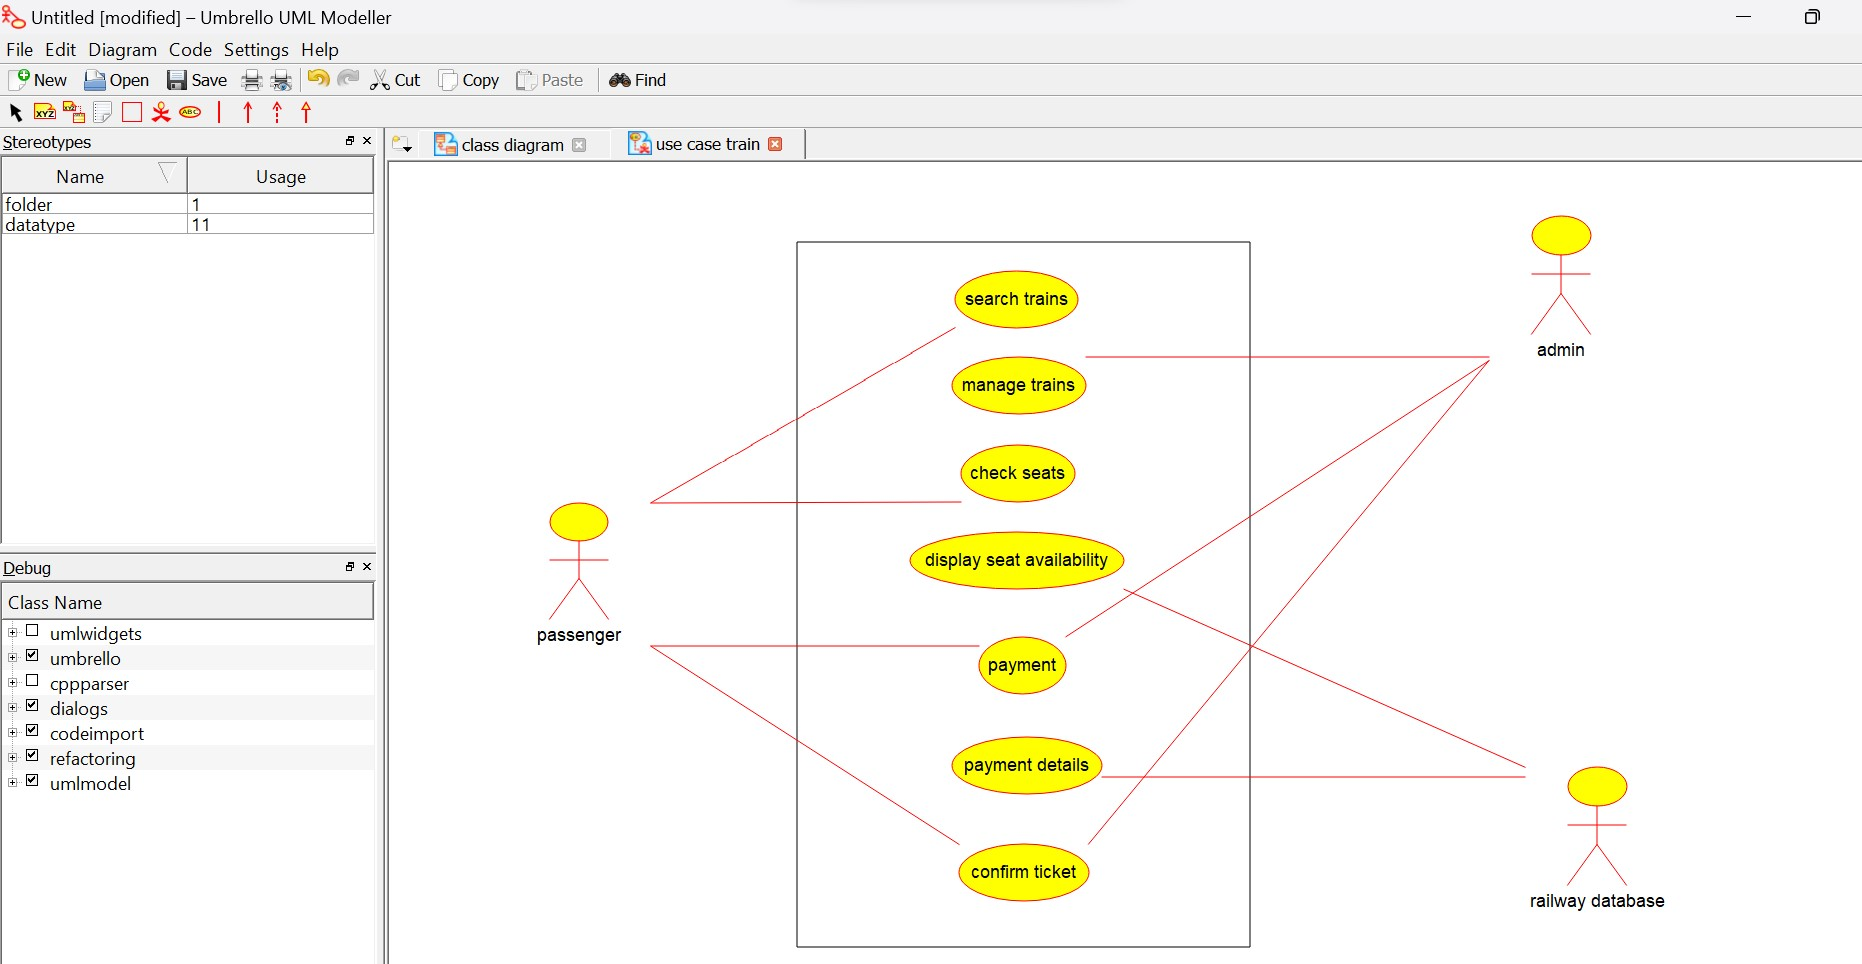 Untitled [modified] – Umbrello UML Modeller
File Edit Diagram Code Settings Help
New Open Save Cut Copy Paste Find
XYZ XYZ ABC
Stereotypes
Name Usage
folder 1
datatype 11
Debug
Class Name
umlwidgets
umbrello
cppparser
dialogs
codeimport
refactoring
umlmodel
class diagram use case train
search trains
manage trains
check seats
display seat availability
payment
payment details
confirm ticket
passenger
admin
railway database